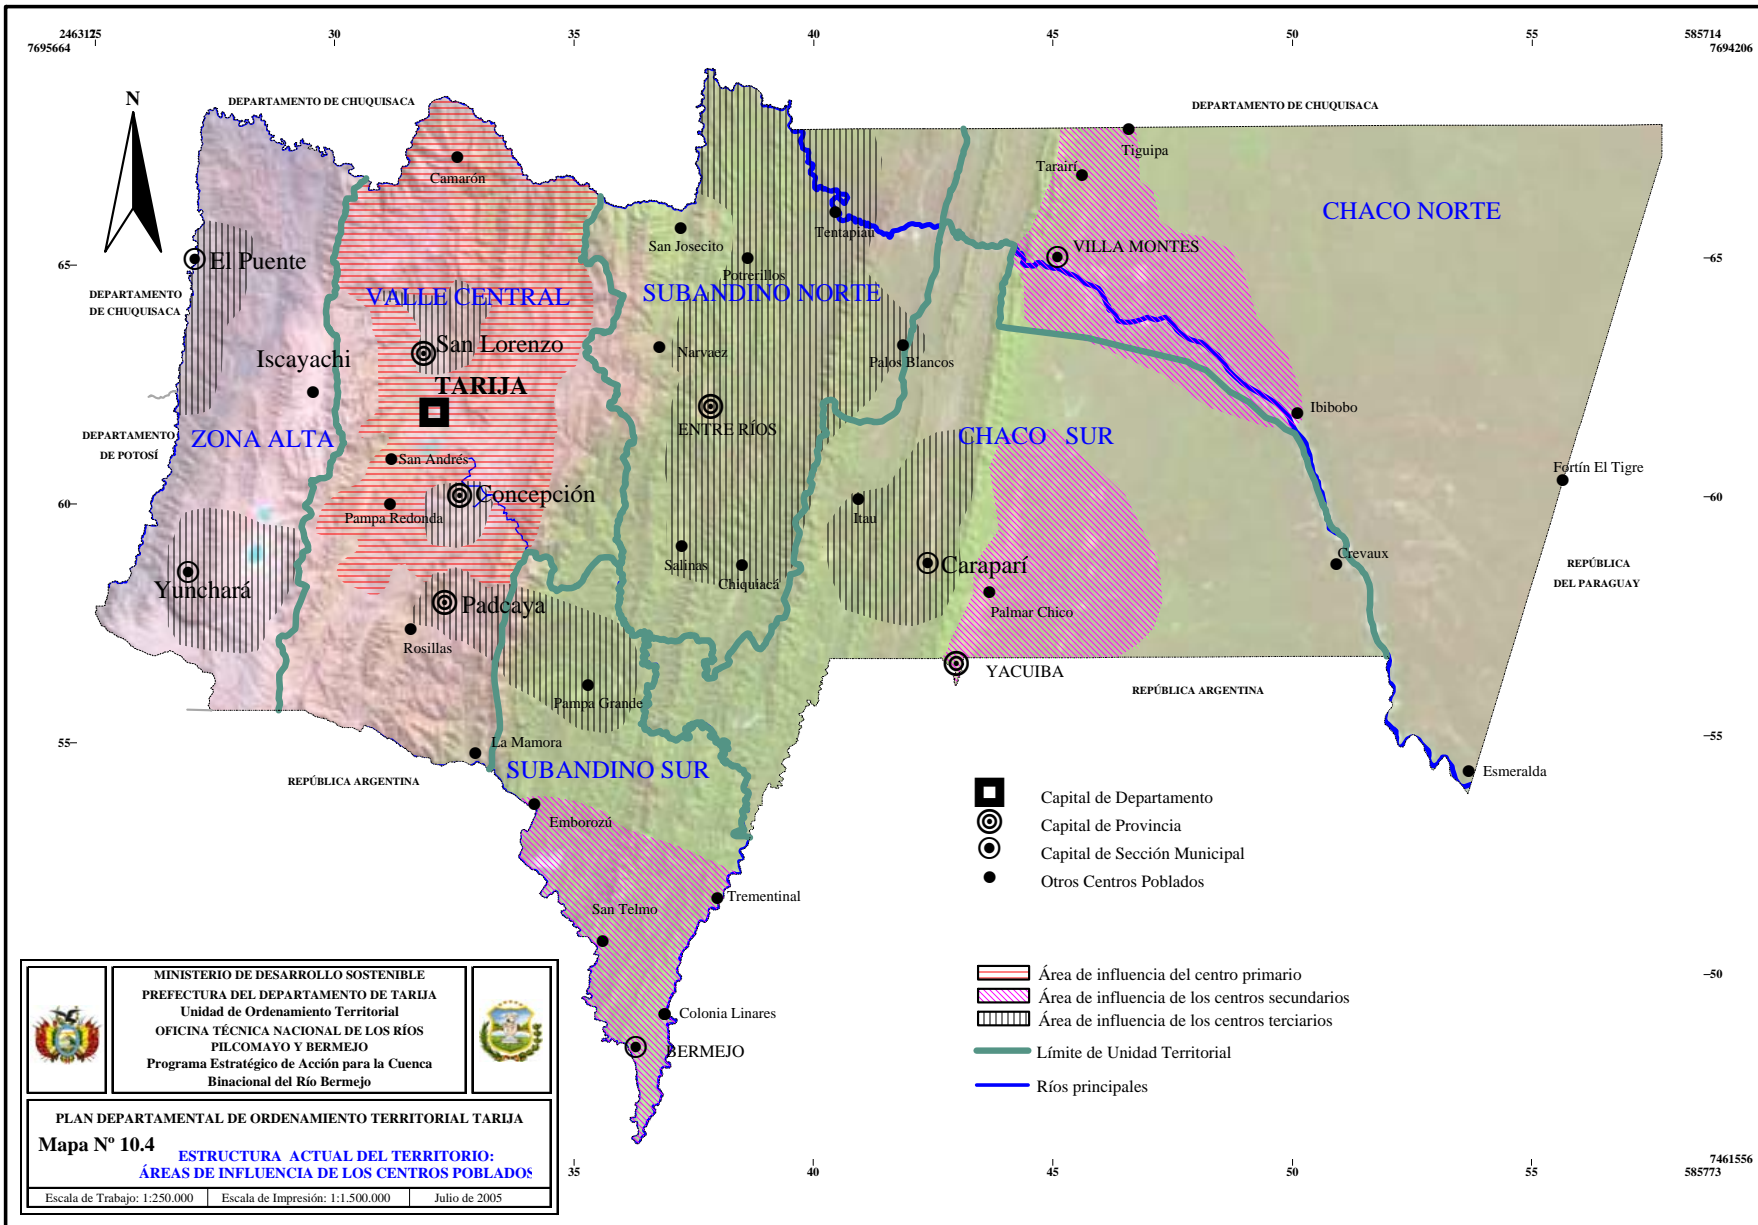 246317
25
30
35
40
45
50
55
585714
7695664
7694206
N
DEPARTAMENTO DE CHUQUISACA
DEPARTAMENTO DE CHUQUISACA
Tiguipa
Camarón
Tarairí
CHACO NORTE
San Josecito
Tentapiau
VILLA MONTES
El Puente
Potrerillos
65
65
DEPARTAMENTO
DE CHUQUISACA
VALLE CENTRAL
SUBANDINO NORTE
San Lorenzo
Iscayachi
Narvaez
Palos Blancos
TARIJA
Ibibobo
ENTRE RÍOS
CHACO SUR
DEPARTAMENTO
DE POTOSÍ
ZONA ALTA
San Andrés
Fortín El Tigre
Concepción
60
60
Pampa Redonda
Itau
Crevaux
Salinas
Chiquiacá
Caraparí
REPÚBLICA
DEL PARAGUAY
Yunchará
Padcaya
Palmar Chico
Rosillas
YACUIBA
REPÚBLICA ARGENTINA
Pampa Grande
55
55
La Mamora
SUBANDINO SUR
REPÚBLICA ARGENTINA
Esmeralda
Emborozú
Trementinal
San Telmo
Colonia Linares
BERMEJO
Capital de Departamento
Capital de Provincia
Capital de Sección Municipal
Otros Centros Poblados
Área de influencia del centro primario
50
Área de influencia de los centros secundarios
Área de influencia de los centros terciarios
Límite de Unidad Territorial
Ríos principales
MINISTERIO DE DESARROLLO SOSTENIBLE
PREFECTURA DEL DEPARTAMENTO DE TARIJA
Unidad de Ordenamiento Territorial
OFICINA TÉCNICA NACIONAL DE LOS RÍOS
PILCOMAYO Y BERMEJO
Programa Estratégico de Acción para la Cuenca
Binacional del Río Bermejo
PLAN DEPARTAMENTAL DE ORDENAMIENTO TERRITORIAL TARIJA
Mapa Nº 10.4
ESTRUCTURA ACTUAL DEL TERRITORIO:
ÁREAS DE INFLUENCIA DE LOS CENTROS POBLADOS
Escala de Trabajo: 1:250.000
Escala de Impresión: 1:1.500.000
Julio de 2005
35
40
45
50
55
7461556
585773